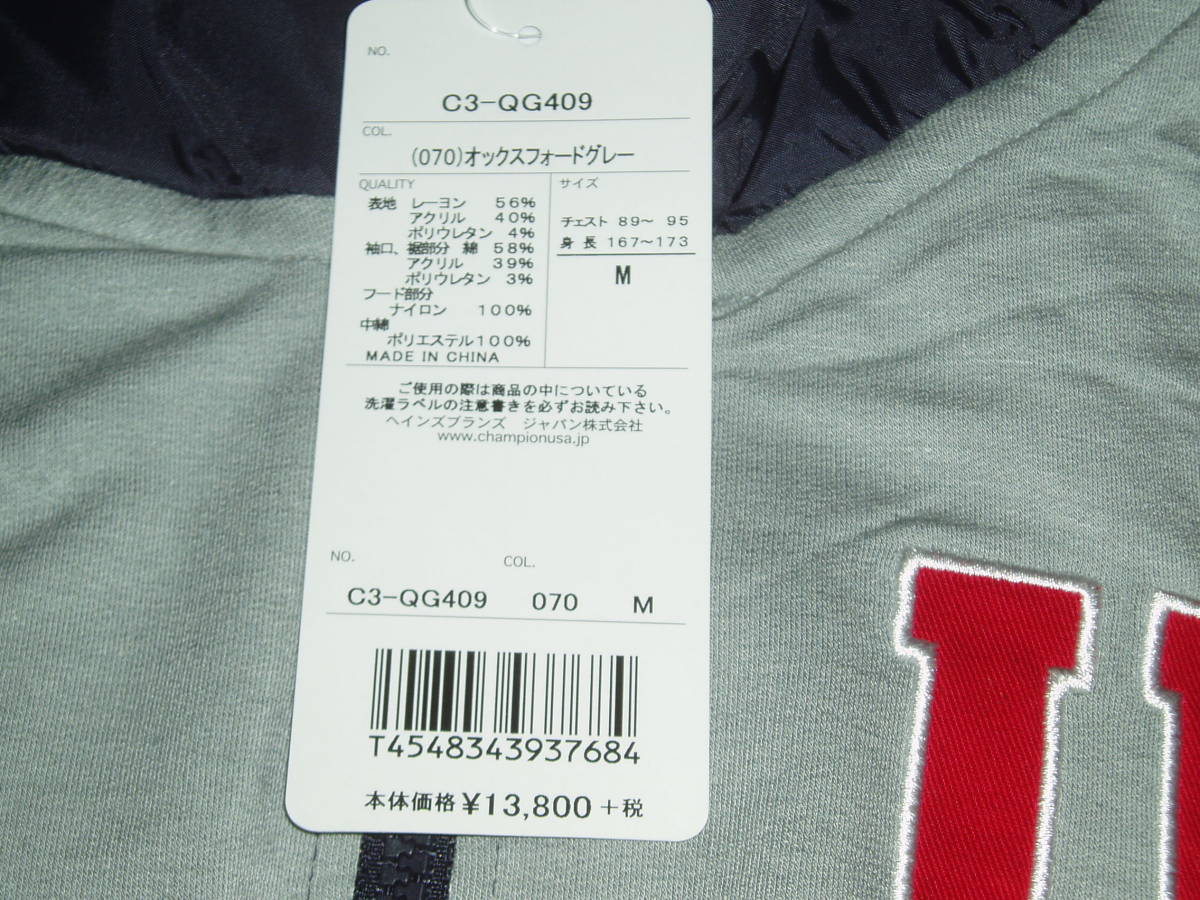 NO.
C3-QG409
COL.
(070)オックスフォードグレー
QUALITY
表地 レーヨン 56%
アクリル 40%
ポリウレタン 4%
袖口、裾部分 綿 58%
アクリル 39%
ポリウレタン 3%
フード部分
ナイロン 100%
中綿
ポリエステル100%
MADE IN CHINA
サイズ
チェスト 89〜 95
身長 167〜173
M
ご使用の際は商品の中についている
洗濯ラベルの注意書きを必ずお読み下さい。
ヘインズブランズ ジャパン株式会社
www.championusa.jp
NO. COL.
C3-QG409 070 M
T4548343937684
本体価格 ¥13,800 +税